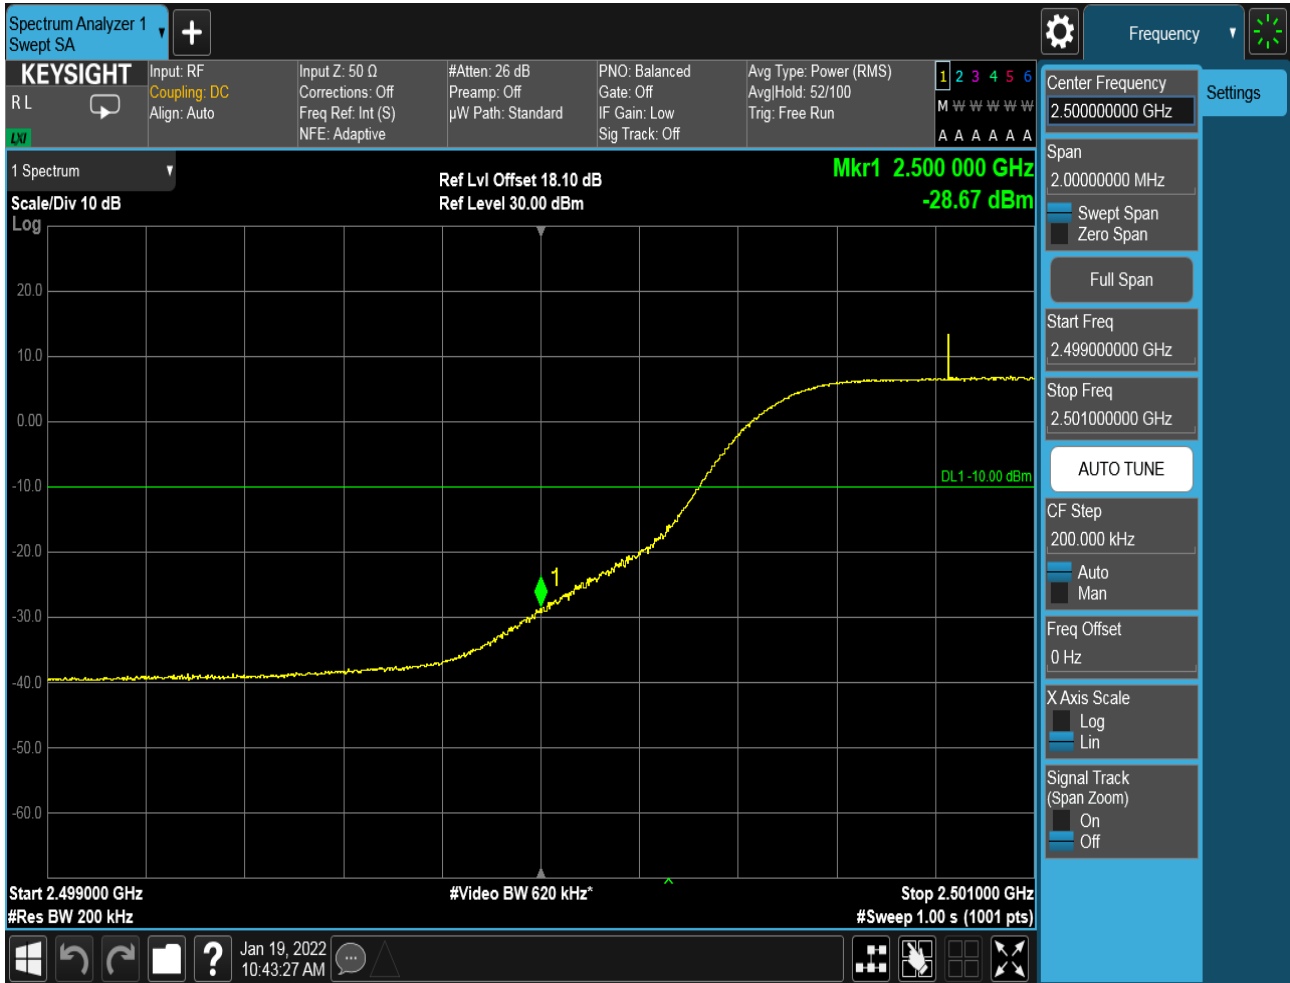 Spectrum Analyzer 1
Swept SA
Frequency
KEYSIGHT
R L
LXI
Input: RF
Coupling: DC
Align: Auto
Input Z: 50 Ω
Corrections: Off
Freq Ref: Int (S)
NFE: Adaptive
#Atten: 26 dB
Preamp: Off
µW Path: Standard
PNO: Balanced
Gate: Off
IF Gain: Low
Sig Track: Off
Avg Type: Power (RMS)
Avg|Hold: 52/100
Trig: Free Run
1 2 3 4 5 6
M W W W W W
A A A A A A
1 Spectrum
Scale/Div 10 dB
Log
Ref Lvl Offset 18.10 dB
Ref Level 30.00 dBm
Mkr1 2.500 000 GHz
-28.67 dBm
20.0
10.0
0.00
-10.0
-20.0
-30.0
-40.0
-50.0
-60.0
DL1 -10.00 dBm
1
Start 2.499000 GHz
#Res BW 200 kHz
#Video BW 620 kHz*
Stop 2.501000 GHz
#Sweep 1.00 s (1001 pts)
Center Frequency
2.500000000 GHz
Span
2.00000000 MHz
Swept Span
Zero Span
Full Span
Start Freq
2.499000000 GHz
Stop Freq
2.501000000 GHz
AUTO TUNE
CF Step
200.000 kHz
Auto
Man
Freq Offset
0 Hz
X Axis Scale
Log
Lin
Signal Track
(Span Zoom)
On
Off
Settings
?
Jan 19, 2022
10:43:27 AM